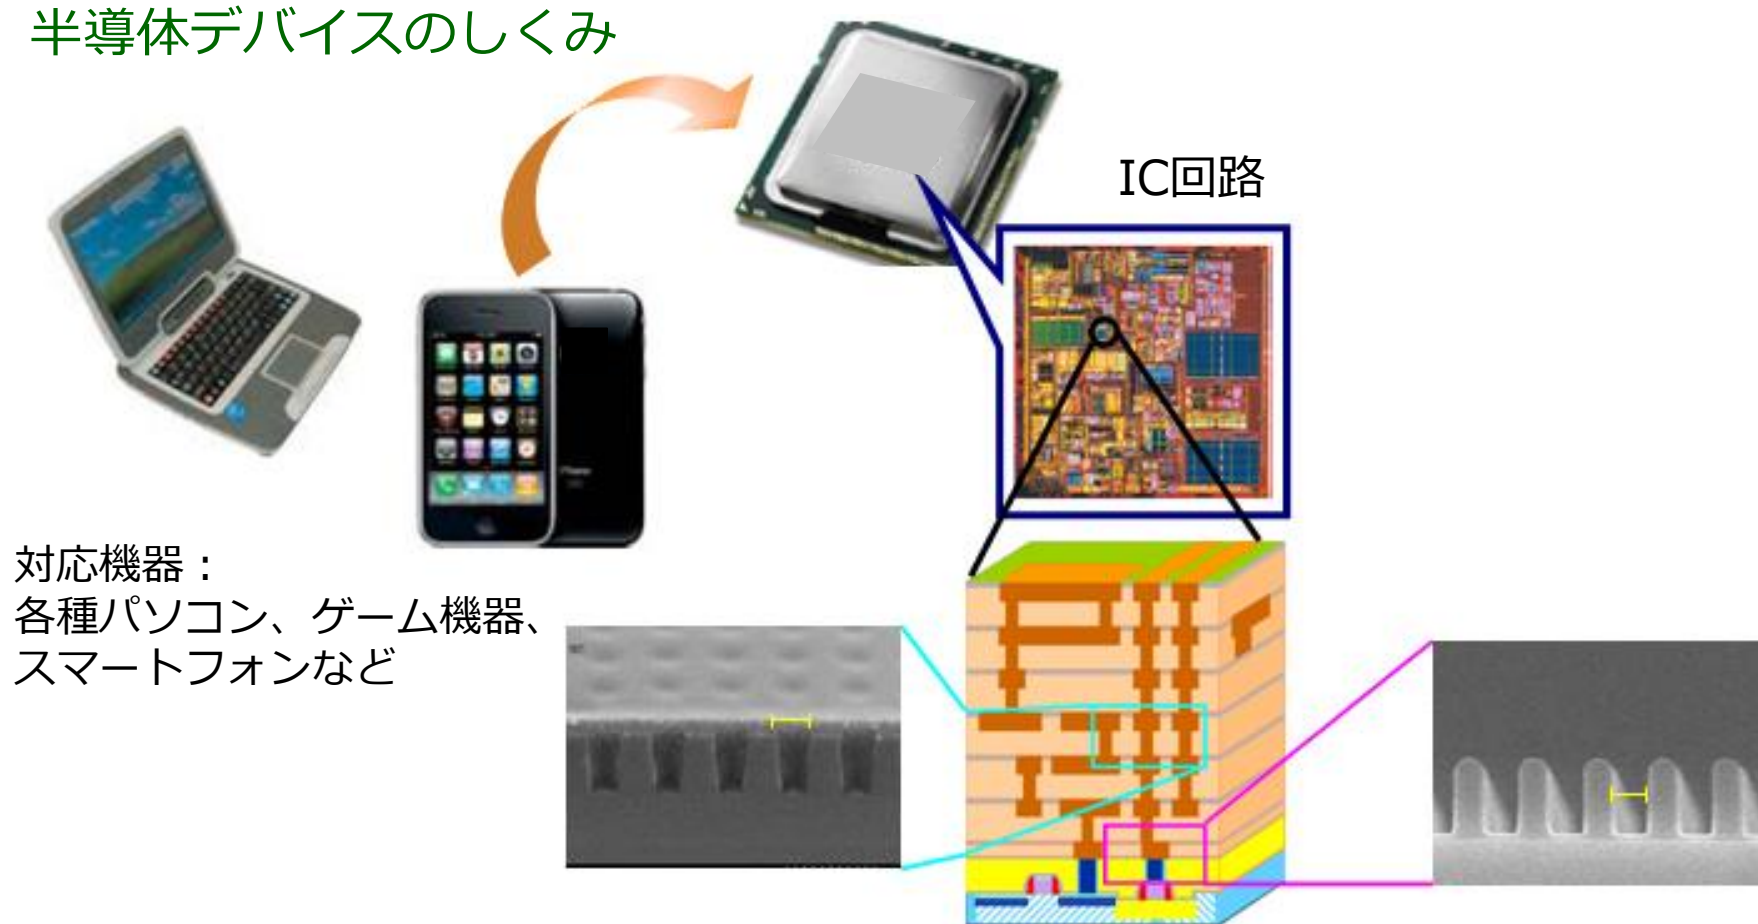 半導体デバイスのしくみ
IC回路
対応機器：
各種パソコン、ゲーム機器、
スマートフォンなど